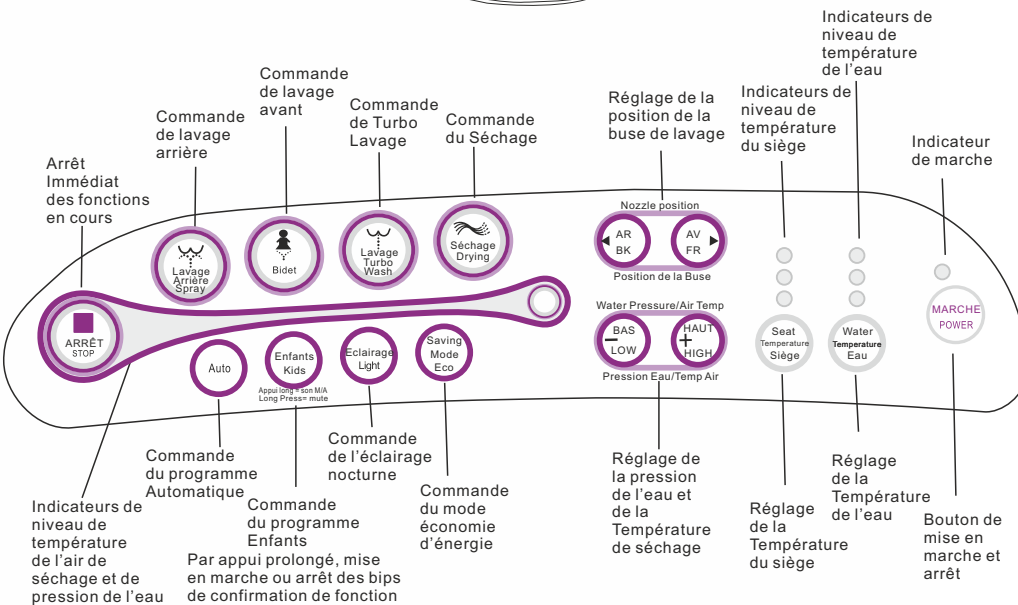 Indicateurs de
niveau de
température
de l'eau
Commande
de lavage
avant
Commande
de lavage
arrière
Commande
de Turbo
Lavage
Commande
du Séchage
Réglage de la
position de la
buse de lavage
Indicateurs de
niveau de
température
du siège
Indicateur
de marche
Arrêt
Immédiat
des fonctions
en cours
Lavage
Arrière
Spray
Bidet
Lavage
Turbo
Wash
Séchage
Drying
Nozzle position
AR
BK
AV
FR
Position de la Buse
Water Pressure/Air Temp
BAS
LOW
HAUT
HIGH
Pression Eau/Temp Air
Seat
Temperature
Siège
Water
Temperature
Eau
MARCHE
POWER
ARRÊT
STOP
Auto
Enfants
Kids
Appui long = son M/A
Long Press= mute
Eclairage
Light
Saving
Mode
Eco
Indicateurs de
niveau de
température
de l'air de
séchage et de
pression de l'eau
Commande
du programme
Automatique
Commande
du programme
Enfants
Par appui prolongé, mise
en marche ou arrêt des bips
de confirmation de fonction
Commande
de l'éclairage
nocturne
Commande
du mode
économie
d'énergie
Réglage de
la pression
de l'eau et
de la
Température
de séchage
Réglage
de la
Température
du siège
Réglage
de la
Température
de l'eau
Bouton de
mise en
marche et
arrêt